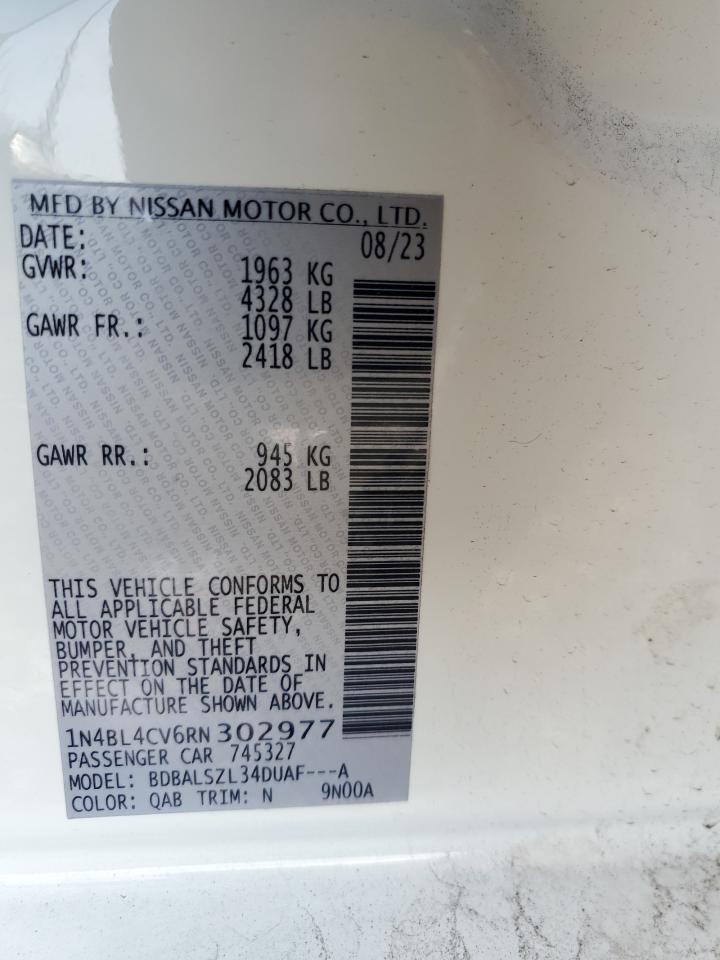 MFD BY NISSAN MOTOR CO., LTD.
DATE: 08/23
GVWR: 1963 KG
4328 LB
GAWR FR.: 1097 KG
2418 LB
GAWR RR.: 945 KG
2083 LB
THIS VEHICLE CONFORMS TO
ALL APPLICABLE FEDERAL
MOTOR VEHICLE SAFETY,
BUMPER, AND THEFT
PREVENTION STANDARDS IN
EFFECT ON THE DATE OF
MANUFACTURE SHOWN ABOVE.
1N4BL4CV6RN302977
PASSENGER CAR 745327
MODEL: BDBALSZL34DUAF---A
COLOR: QAB TRIM: N 9N00A